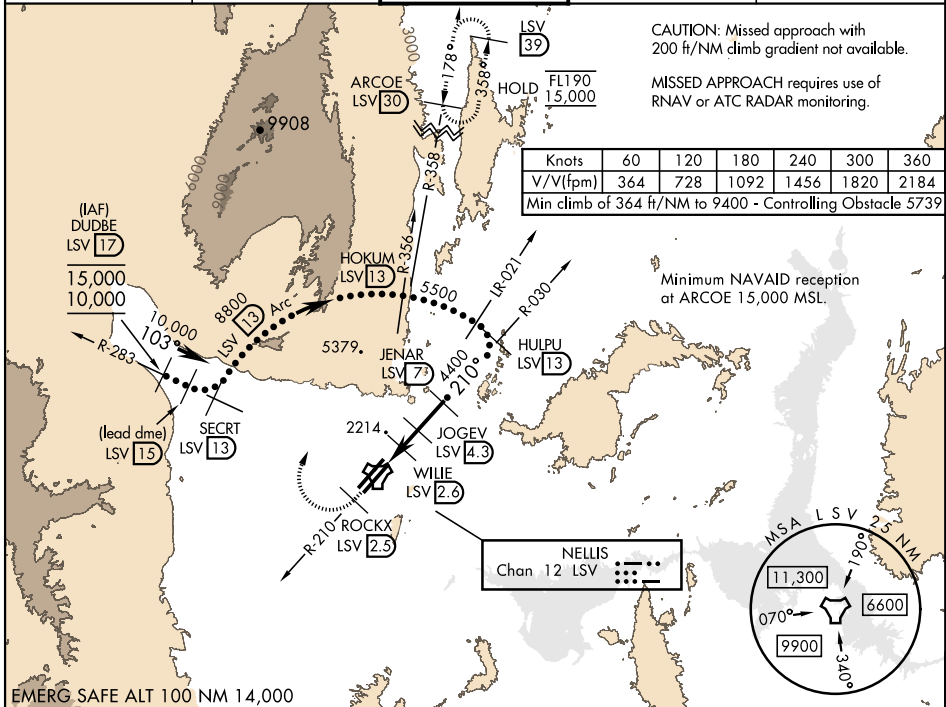 CAUTION: Missed approach with
200 ft/NM climb gradient not available.
MISSED APPROACH requires use of
RNAV or ATC RADAR monitoring.
LSV
39
178°
358°
HOLD
FL190
15,000
3000
ARCOE
LSV 30
9908
6000
9000
R-358
Knots 60 120 180 240 300 360
V/V(fpm) 364 728 1092 1456 1820 2184
Min climb of 364 ft/NM to 9400 - Controlling Obstacle 5739
(IAF)
DUDBE
LSV 17
15,000
10,000
HOKUM
LSV 13
R-356
5500
LR-021
R-030
Minimum NAVAID reception
at ARCOE 15,000 MSL.
10,000
103°
8800
LSV 13 Arc
R-283
5379
JENAR
LSV 7
4400
210°
HULPU
LSV 13
(lead dme)
LSV 15
SECRT
LSV 13
2214
JOGEV
LSV 4.3
WILIE
LSV 2.6
R-210
ROCKX
LSV 2.5
NELLIS
Chan 12 LSV
MSA LSV 25 NM
190°
11,300
070°
6600
9900
340°
EMERG SAFE ALT 100 NM 14,000